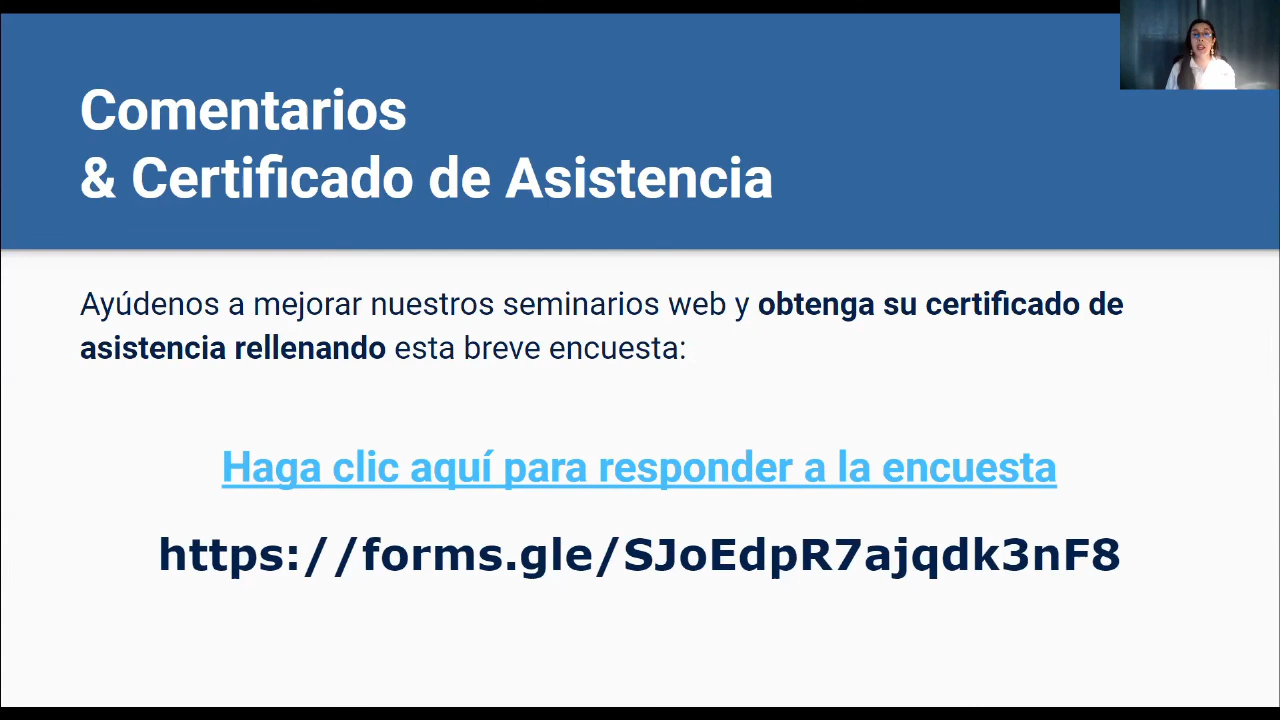 Comentarios
& Certificado de Asistencia
Ayúdenos a mejorar nuestros seminarios web y obtenga su certificado de
asistencia rellenando esta breve encuesta:
Haga clic aquí para responder a la encuesta
https://forms.gle/SJoEdpR7ajqdk3nF8